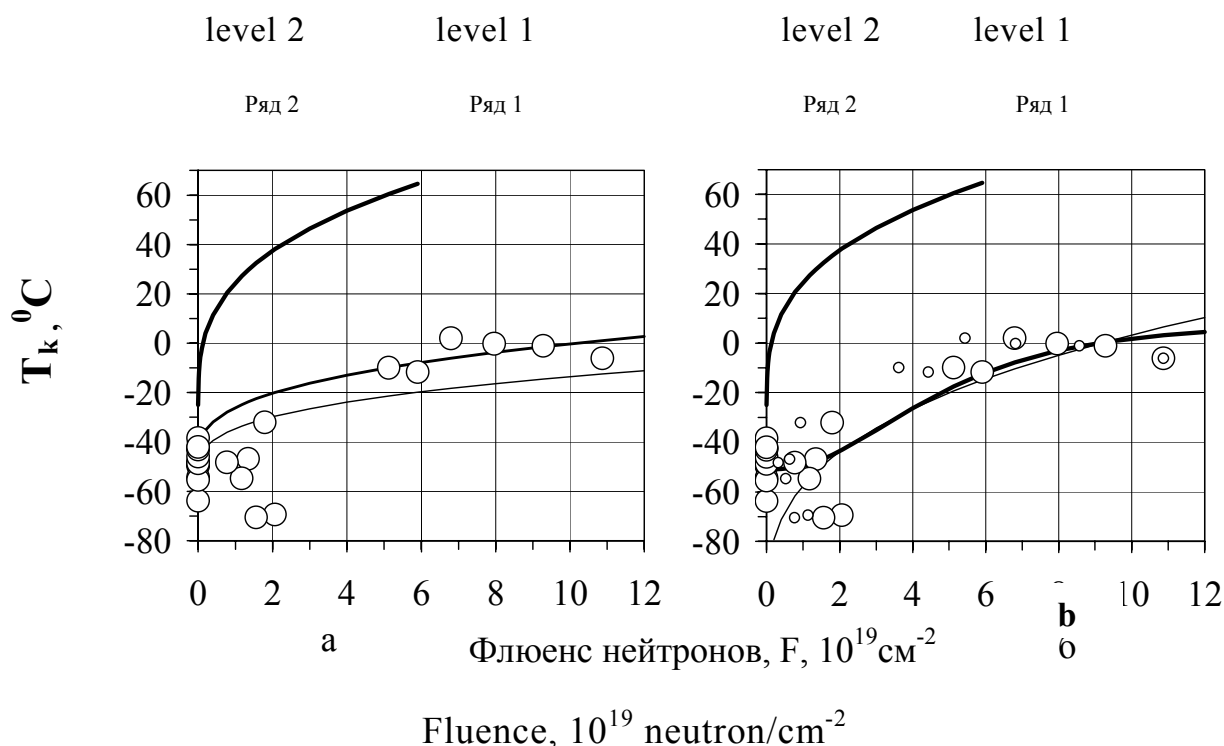 level 2 level 1 level 2 level 1
Ряд 2 Ряд 1 Ряд 2 Ряд 1
T_k, ⁰C
60 60
40 40
20 20
0 0
-20 -20
-40 -40
-60 -60
-80 -80
0 2 4 6 8 10 12 0 2 4 6 10 12
b
а Флюенс нейтронов, F, 10¹⁹см⁻² б
Fluence, 10¹⁹ neutron/cm⁻²